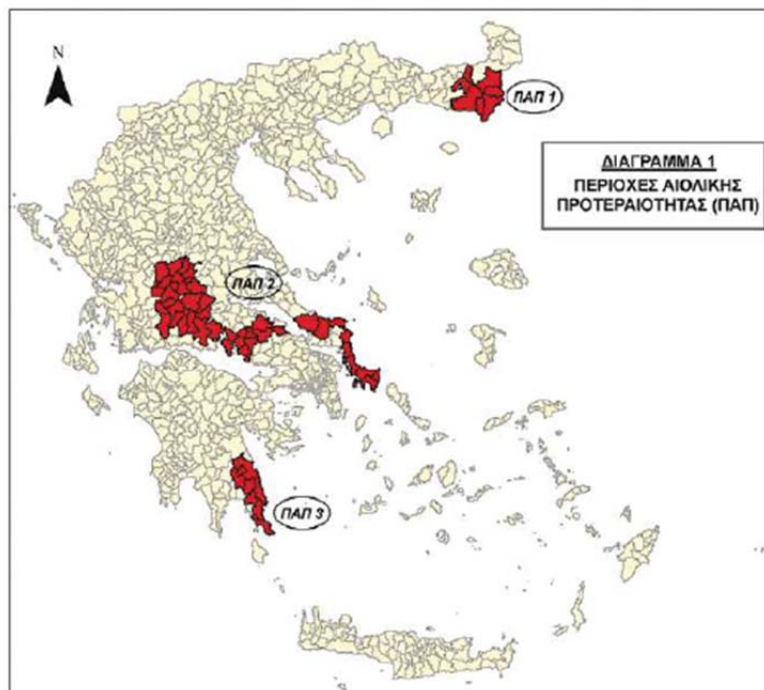 N
ΠΑΠ 1
ΔΙΑΓΡΑΜΜΑ 1
ΠΕΡΙΟΧΕΣ ΑΙΟΛΙΚΗΣ
ΠΡΟΤΕΡΑΙΟΤΗΤΑΣ (ΠΑΠ)
ΠΑΠ 2
ΠΑΠ 3